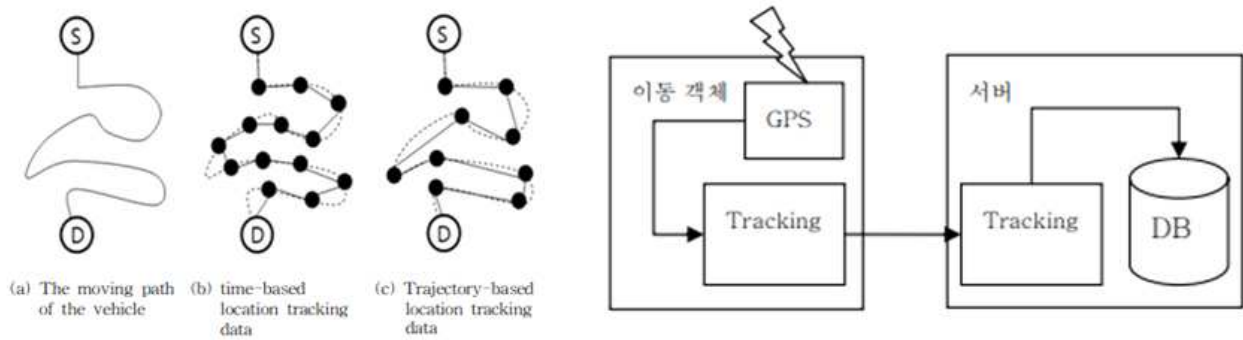 S
S
S
D
D
D
(a) The moving path
of the vehicle
(b) time-based
location tracking
data
(c) Trajectory-based
location tracking
data
이동 객체
GPS
Tracking
서버
Tracking
DB